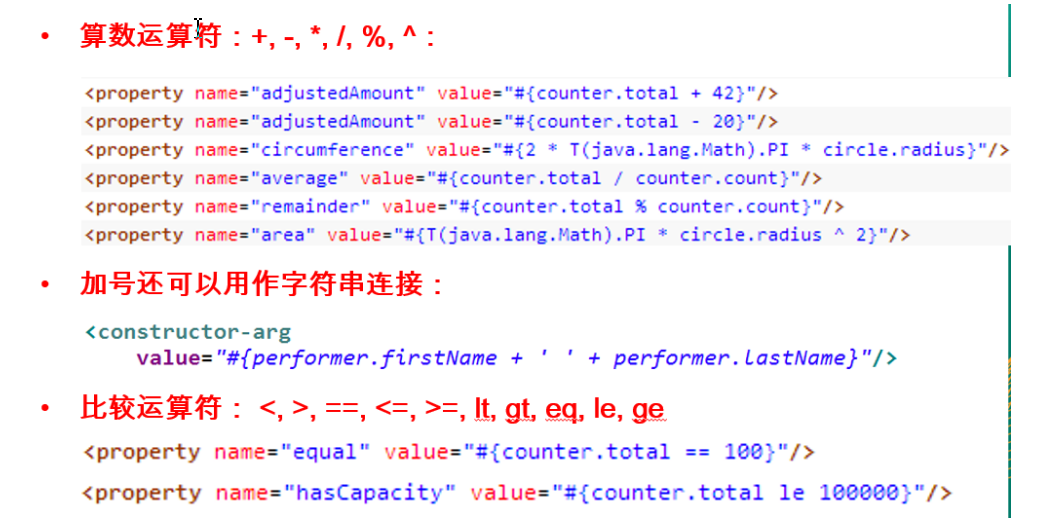 • 算数运算符：+, -, *, /, %, ^：
<property name="adjustedAmount" value="#{counter.total + 42}"/>
<property name="adjustedAmount" value="#{counter.total - 20}"/>
<property name="circumference" value="#{2 * T(java.lang.Math).PI * circle.radius}"/>
<property name="average" value="#{counter.total / counter.count}"/>
<property name="remainder" value="#{counter.total % counter.count}"/>
<property name="area" value="#{T(java.lang.Math).PI * circle.radius ^ 2}"/>
• 加号还可以用作字符串连接：
<constructor-arg
value="#{performer.firstName + ' ' + performer.lastName}"/>
• 比较运算符： <, >, ==, <=, >=, lt, gt, eq, le, ge
<property name="equal" value="#{counter.total == 100}"/>
<property name="hasCapacity" value="#{counter.total le 100000}"/>